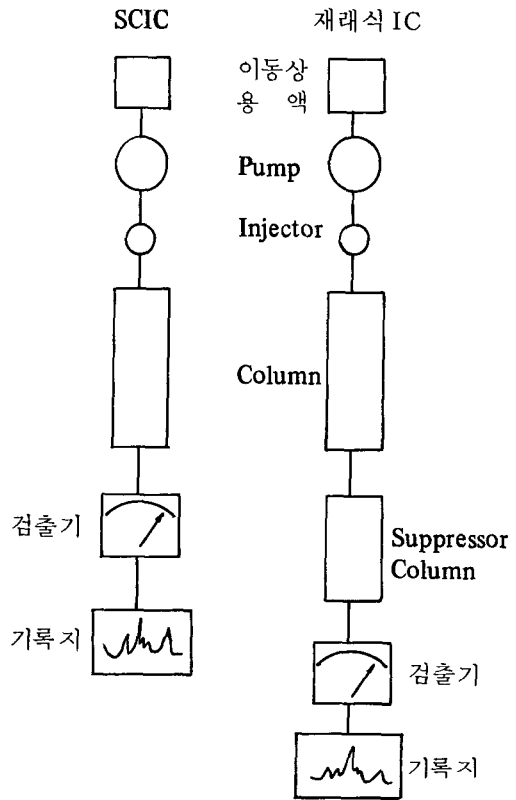 SCIC
재래식 IC
이동상
용 액
Pump
Injector
Column
검출기
Suppressor
Column
기록지
검출기
기록지